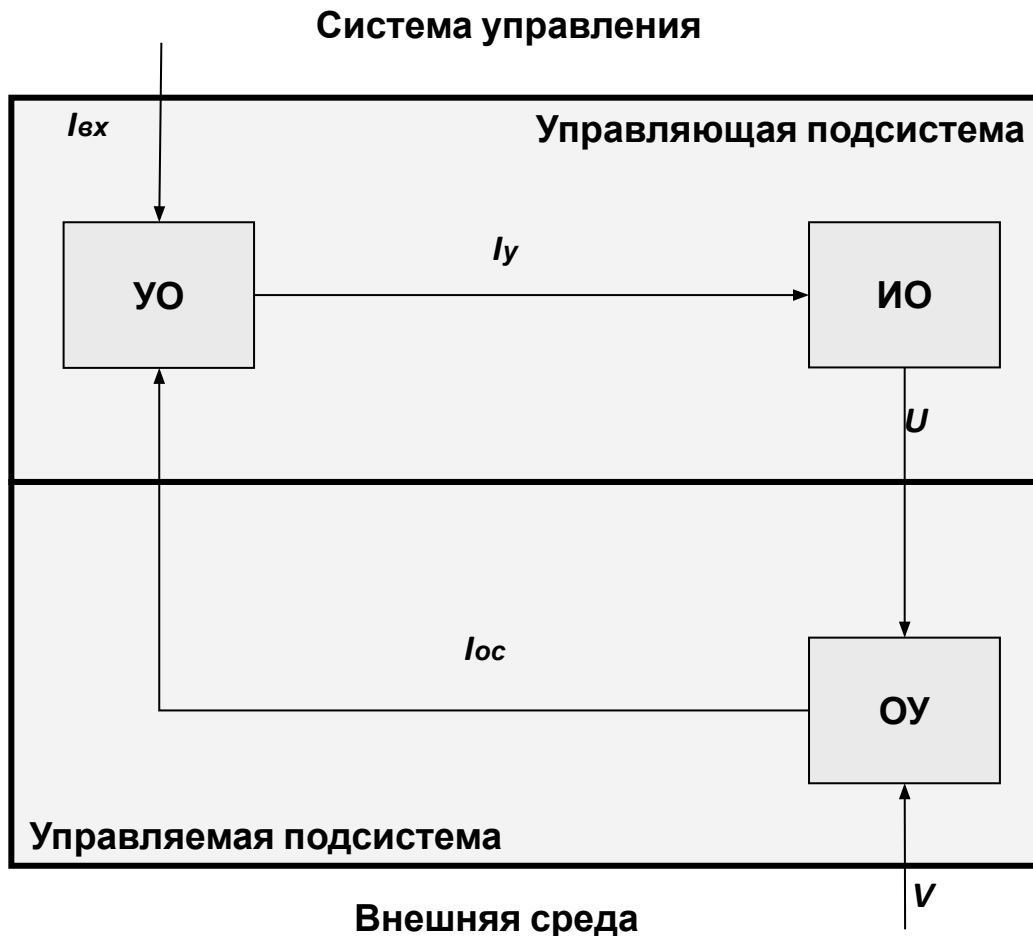 Система управления
Iвх
Управляющая подсистема
УО
Iу
ИО
U
Iос
ОУ
Управляемая подсистема
V
Внешняя среда